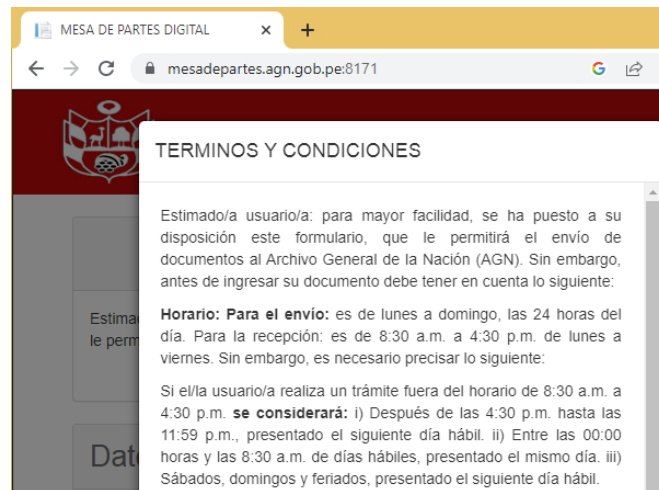 MESA DE PARTES DIGITAL
mesadepartes.agn.gob.pe:8171
TERMINOS Y CONDICIONES
Estimado/a usuario/a: para mayor facilidad, se ha puesto a su
disposición este formulario, que le permitirá el envío de
documentos al Archivo General de la Nación (AGN). Sin embargo,
antes de ingresar su documento debe tener en cuenta lo siguiente:
Horario: Para el envío: es de lunes a domingo, las 24 horas del
día. Para la recepción: es de 8:30 a.m. a 4:30 p.m. de lunes a
viernes. Sin embargo, es necesario precisar lo siguiente:
Si el/la usuario/a realiza un trámite fuera del horario de 8:30 a.m. a
4:30 p.m. se considerará: i) Después de las 4:30 p.m. hasta las
11:59 p.m., presentado el siguiente día hábil. ii) Entre las 00:00
horas y las 8:30 a.m. de días hábiles, presentado el mismo día. iii)
Sábados, domingos y feriados, presentado el siguiente día hábil.
Estima
le perm
Dat